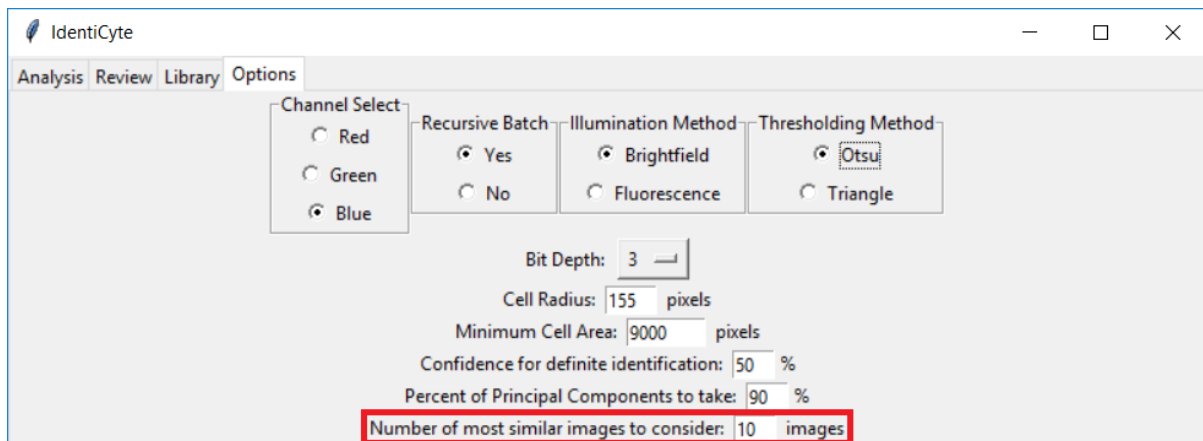 IdentiCyte
Analysis Review Library Options
Channel Select
Red
Green
Blue
Recursive Batch
Yes
No
Illumination Method
Brightfield
Fluorescence
Thresholding Method
Otsu
Triangle
Bit Depth: 3
Cell Radius: 155 pixels
Minimum Cell Area: 9000 pixels
Confidence for definite identification: 50 %
Percent of Principal Components to take: 90 %
Number of most similar images to consider: 10 images